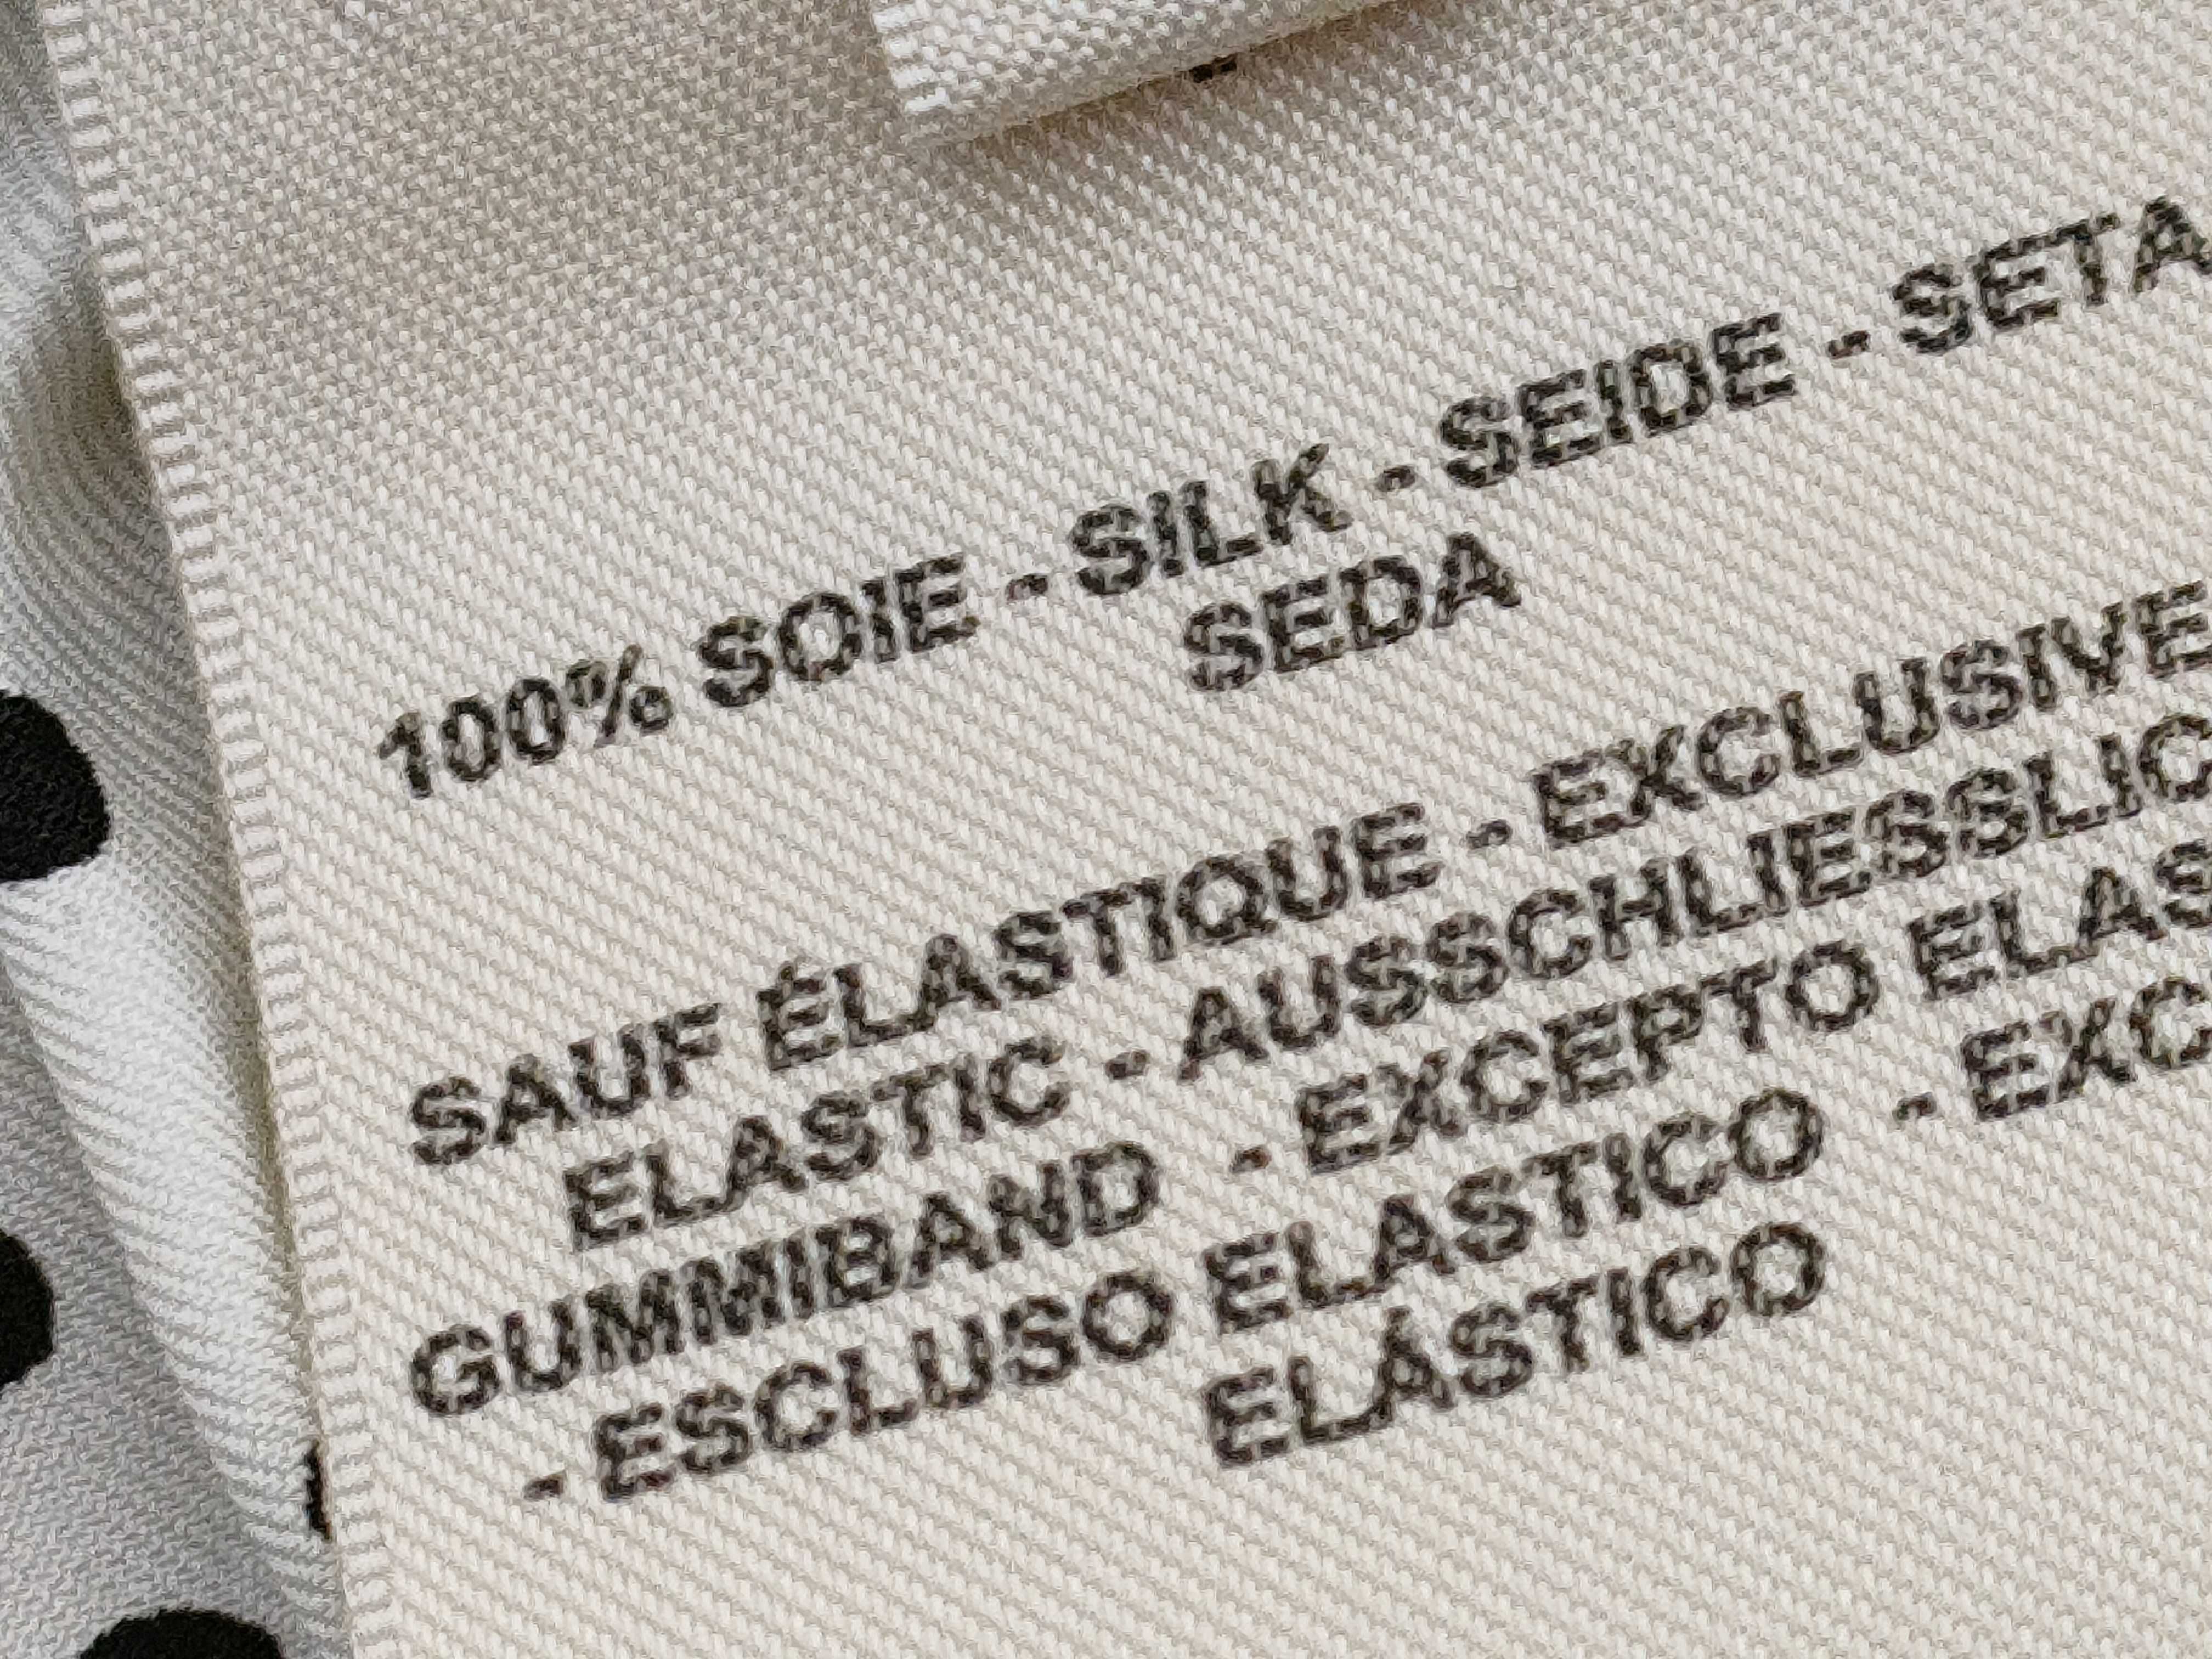 100% SOIE - SILK - SEIDE - SETA
SEDA
SAUF ÉLASTIQUE - EXCLUSIVE
ELASTIC - AUSSCHLIESSLIC
GUMMIBAND - EXCEPTO ELAS
- ESCLUSO ELASTICO - EXC
ELÁSTICO